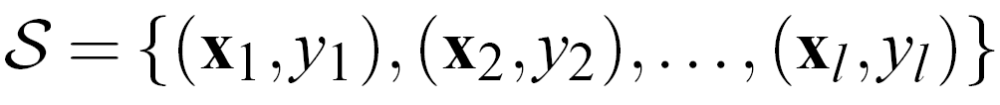 𝒮 = {(𝐱₁,y₁),(𝐱₂,y₂),...,(𝐱ₗ,yₗ)}